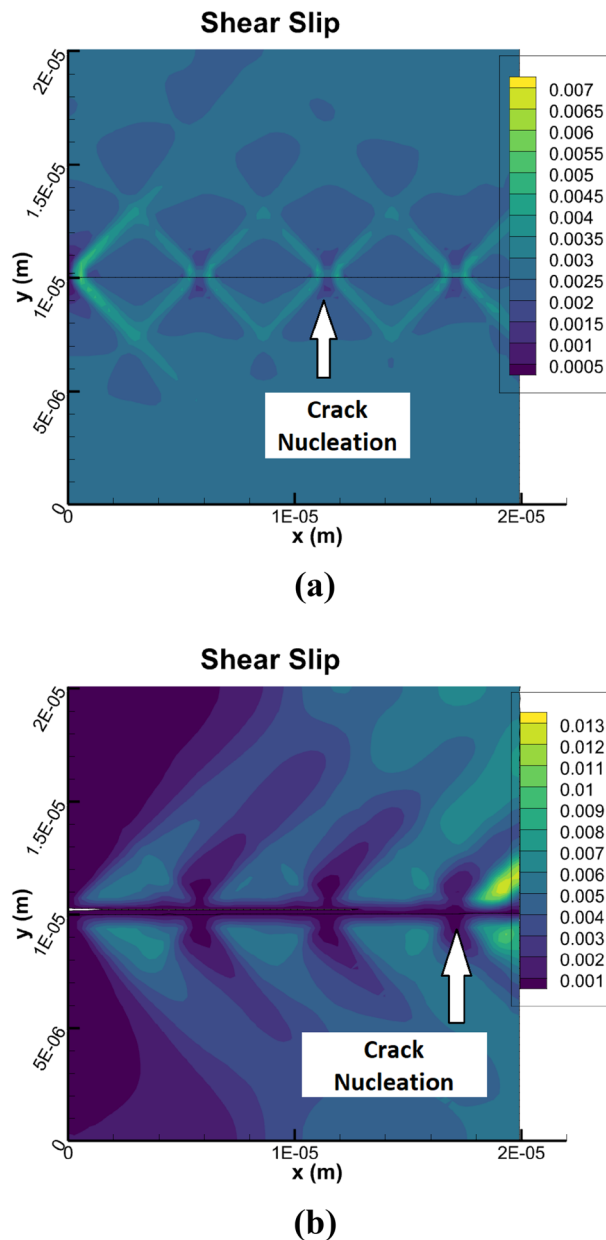 Shear Slip
2E-05
1.5E-05
1E-05
5E-06
0
y (m)
0.007
0.0065
0.006
0.0055
0.005
0.0045
0.004
0.0035
0.003
0.0025
0.002
0.0015
0.001
0.0005
Crack
Nucleation
0
1E-05
2E-05
x (m)
(a)
Shear Slip
2E-05
1.5E-05
1E-05
5E-06
0
y (m)
0.013
0.012
0.011
0.01
0.009
0.008
0.007
0.006
0.005
0.004
0.003
0.002
0.001
Crack
Nucleation
0
1E-05
2E-05
x (m)
(b)